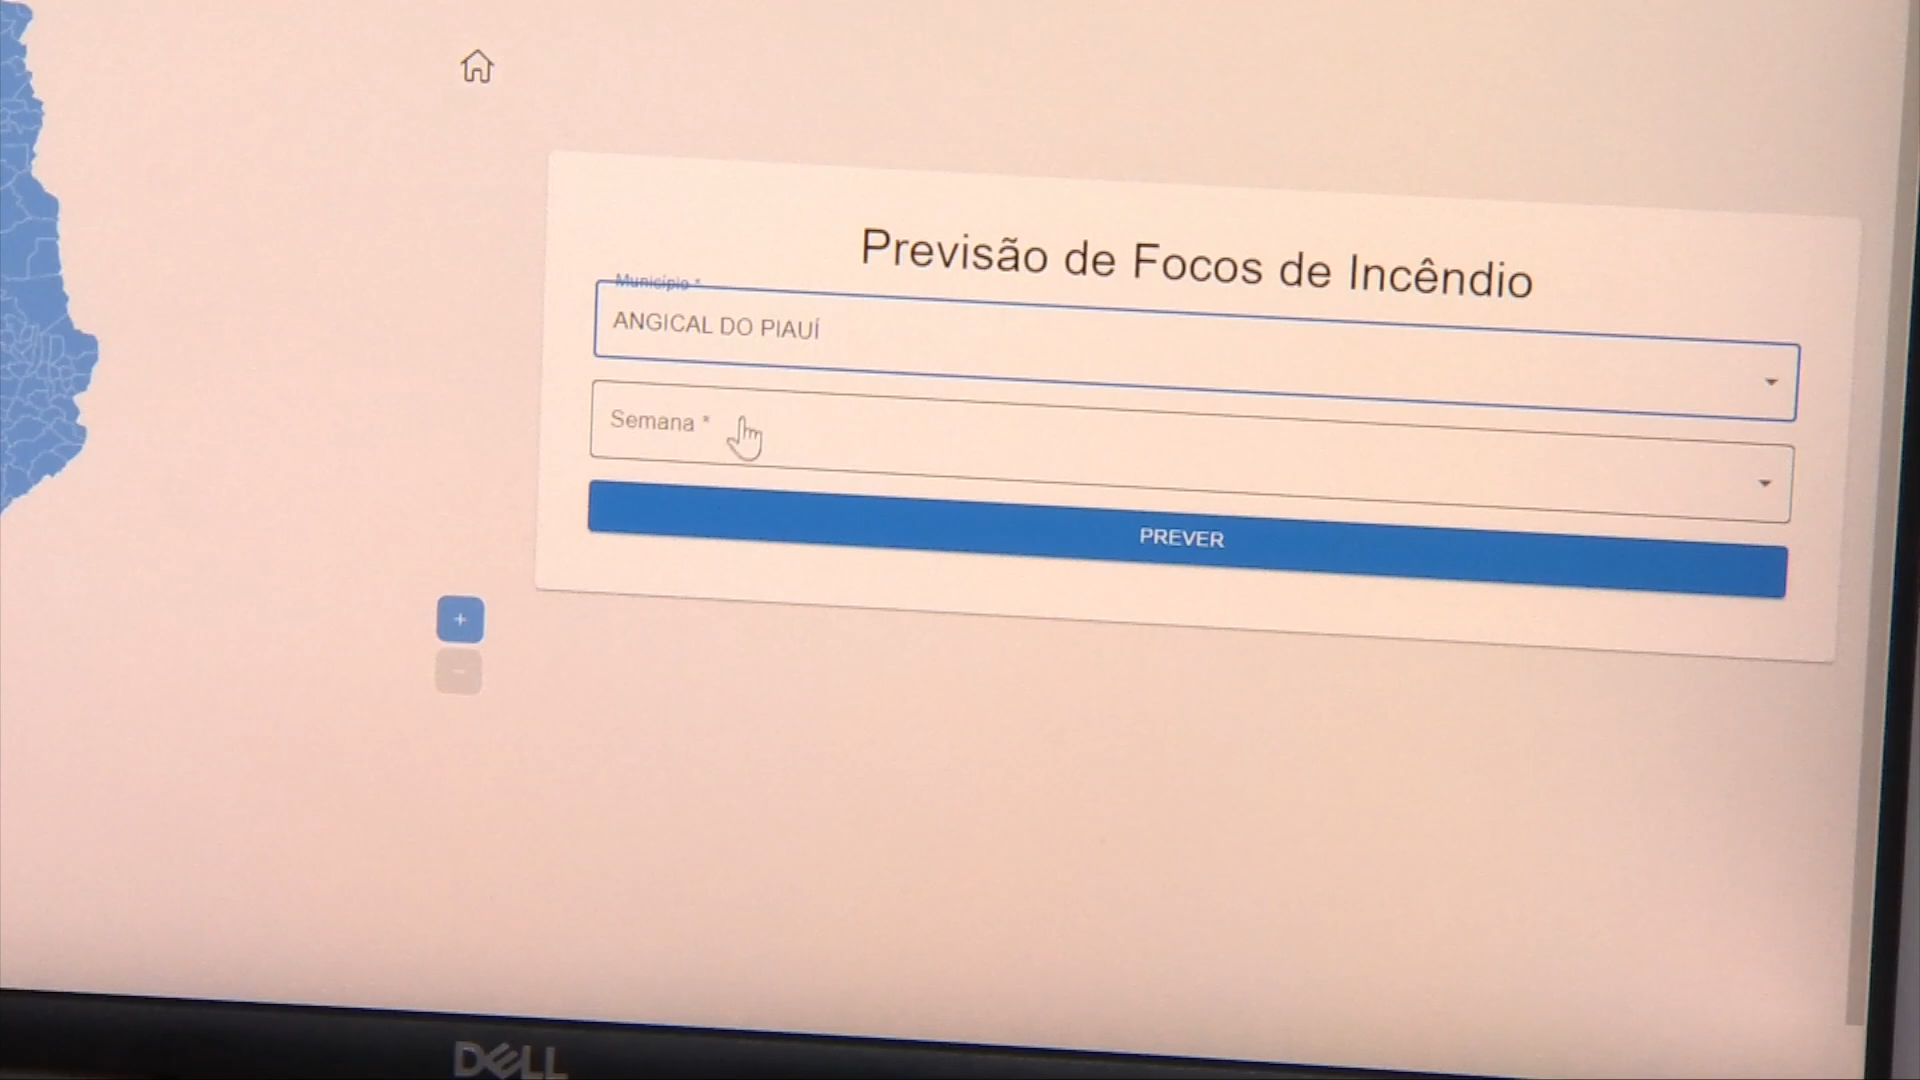 Previsão de Focos de Incêndio
Município *
ANGICAL DO PIAUÍ
Semana *
PREVER
+
-
DELL